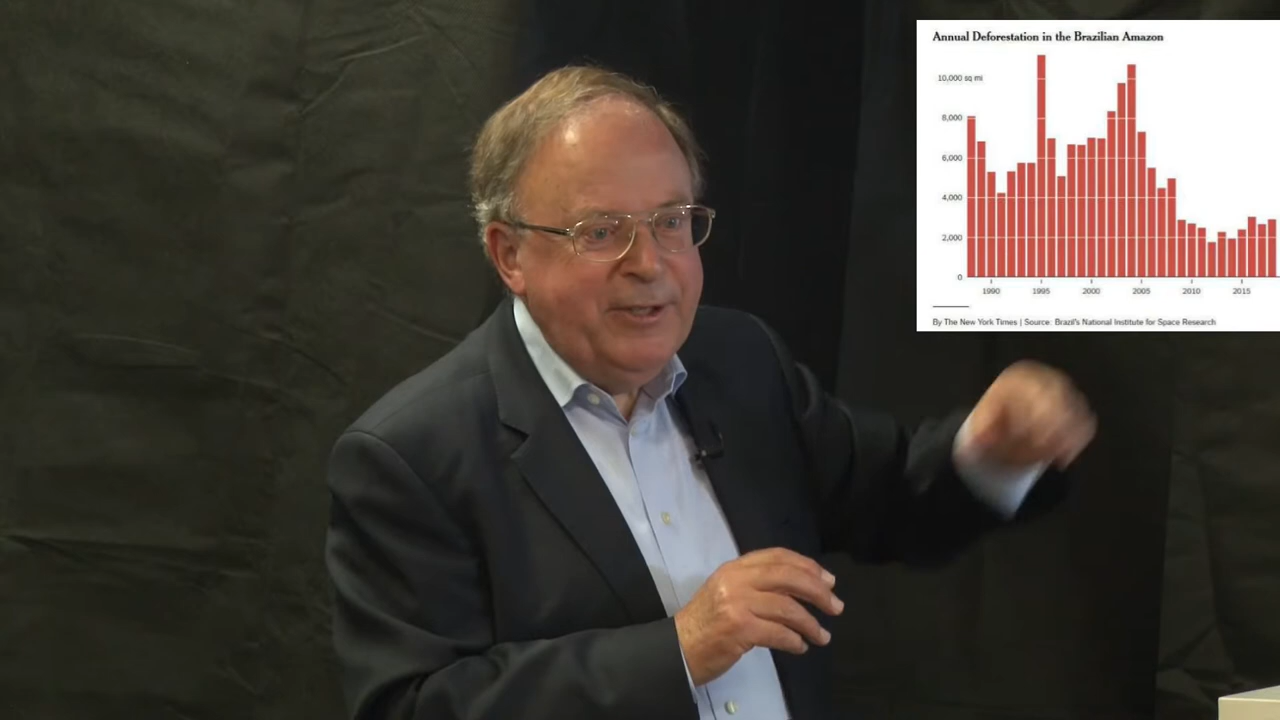 Annual Deforestation in the Brazilian Amazon
10,000 sq mi
8,000
6,000
4,000
2,000
0
1990 1995 2000 2005 2010 2015
By The New York Times | Source: Brazil's National Institute for Space Research